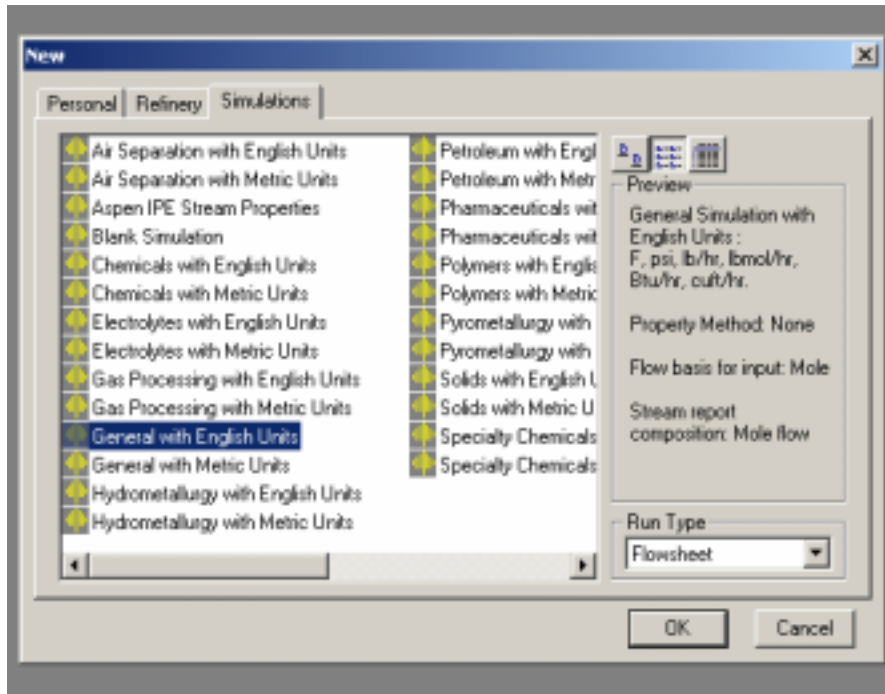 New
Personal
Refinery
Simulations
Air Separation with English Units
Air Separation with Metric Units
Aspen IPE Stream Properties
Blank Simulation
Chemicals with English Units
Chemicals with Metric Units
Electrolytes with English Units
Electrolytes with Metric Units
Gas Processing with English Units
Gas Processing with Metric Units
General with English Units
General with Metric Units
Hydrometallurgy with English Units
Hydrometallurgy with Metric Units
Petroleum with Engl
Petroleum with Metr
Pharmaceuticals wit
Pharmaceuticals wit
Polymers with Englis
Polymers with Metric
Pyrometallurgy with
Pyrometallurgy with
Solids with English U
Solids with Metric U
Specialty Chemicals
Specialty Chemicals
Preview
General Simulation with
English Units :
F, psi, lb/hr, lbmol/hr,
Btu/hr, cuft/hr.
Property Method: None
Flow basis for input: Mole
Stream report
composition: Mole flow
Run Type
Flowsheet
OK
Cancel